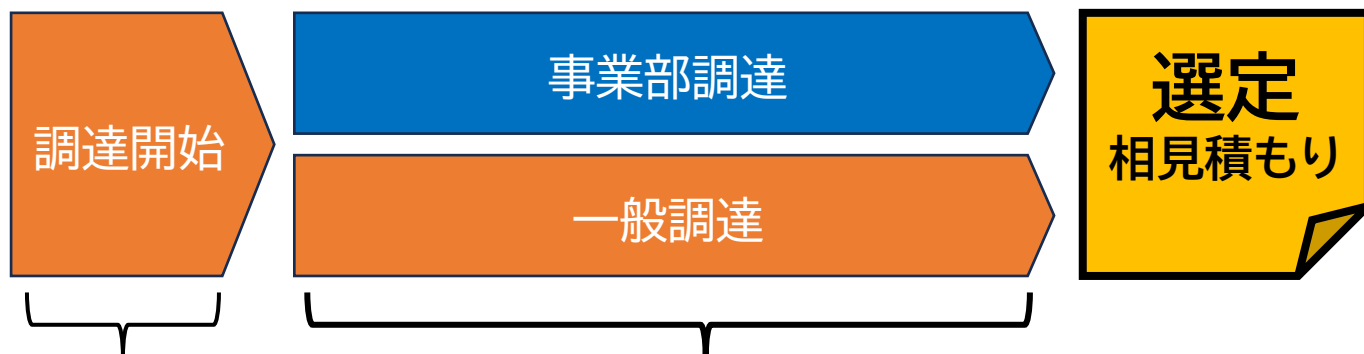 調達開始
事業部調達
一般調達
選定
相見積もり